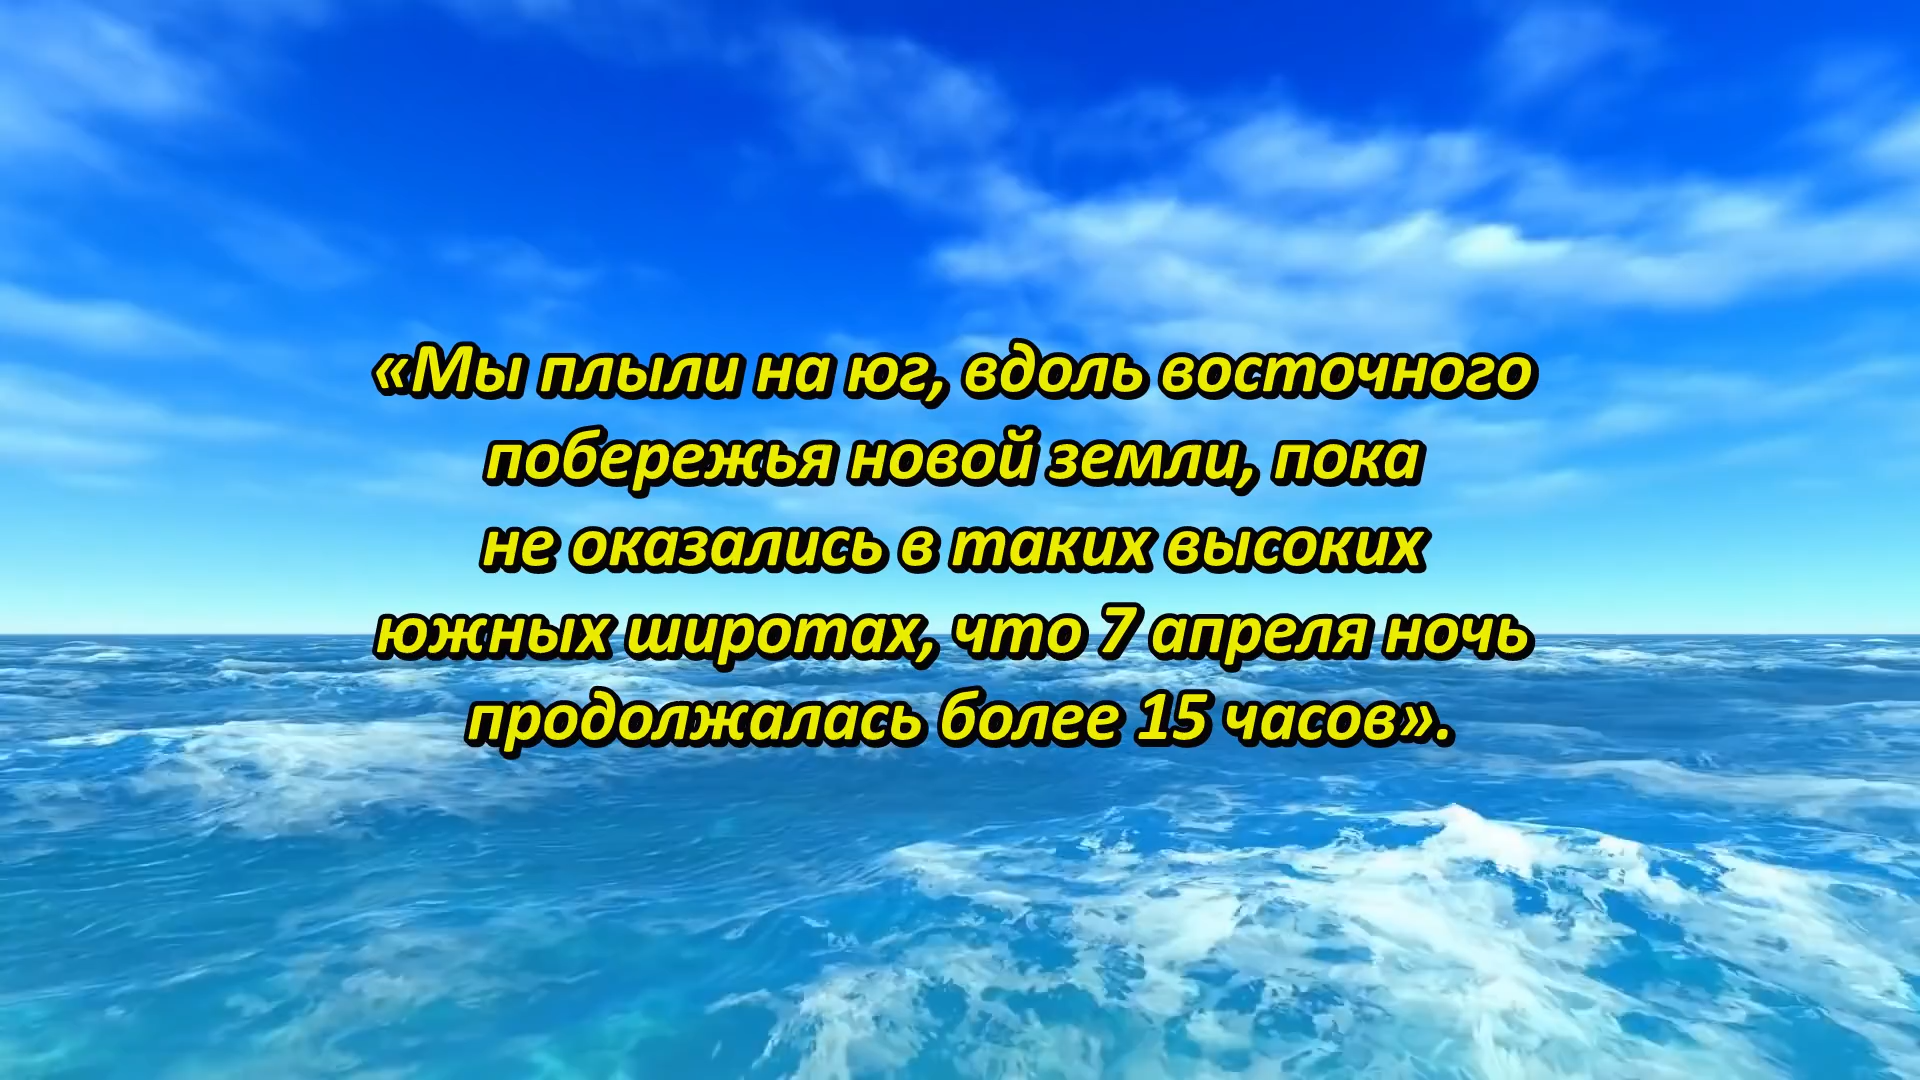 «Мы плыли на юг, вдоль восточного
побережья новой земли, пока
не оказались в таких высоких
южных широтах, что 7 апреля ночь
продолжалась более 15 часов».